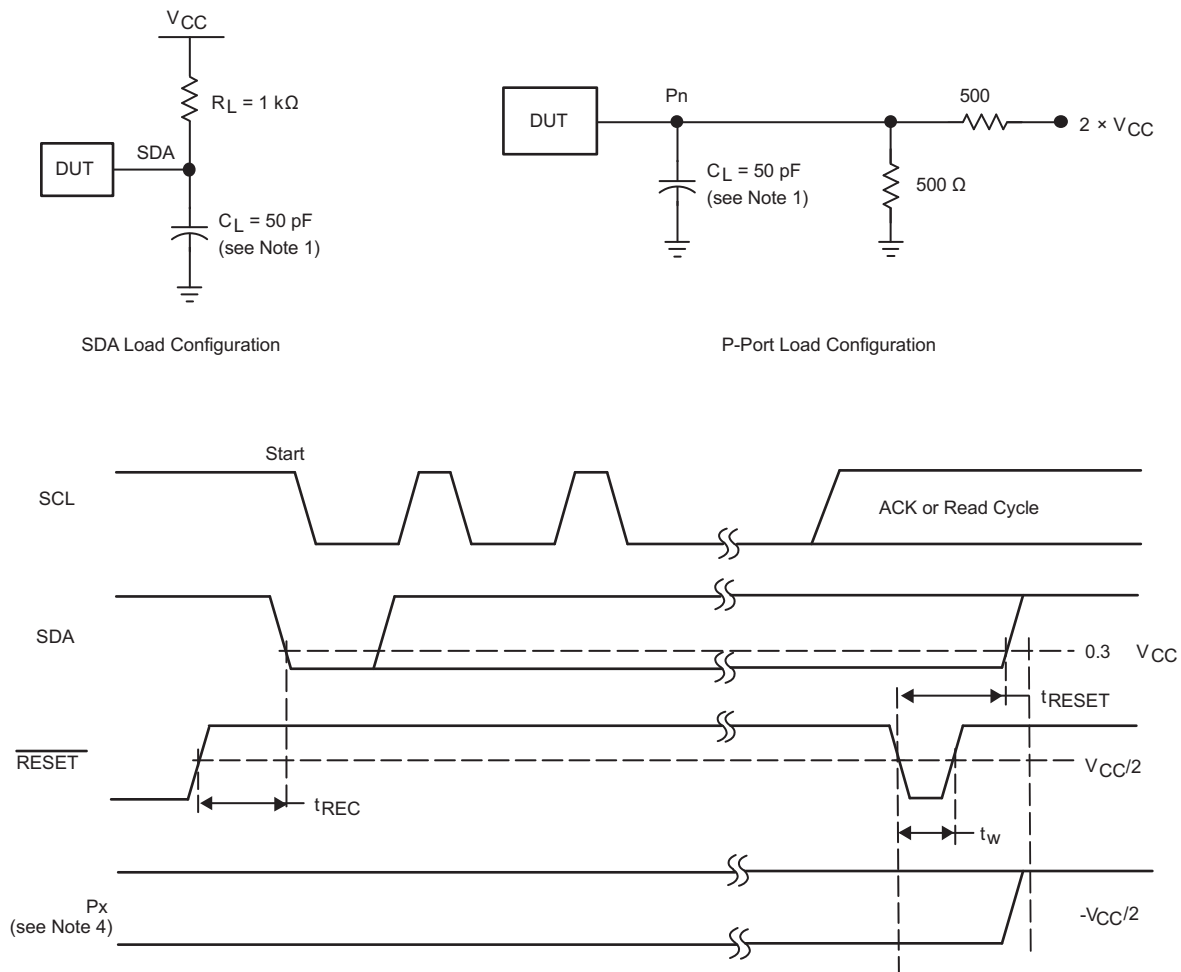 VCC
RL = 1 kΩ
DUT
SDA
CL = 50 pF
(see Note 1)
SDA Load Configuration
DUT
Pn
500
2 × VCC
CL = 50 pF
(see Note 1)
500 Ω
P-Port Load Configuration
Start
SCL
ACK or Read Cycle
SDA
0.3 VCC
tRESET
RESET
VCC/2
tREC
tw
Px
(see Note 4)
-VCC/2